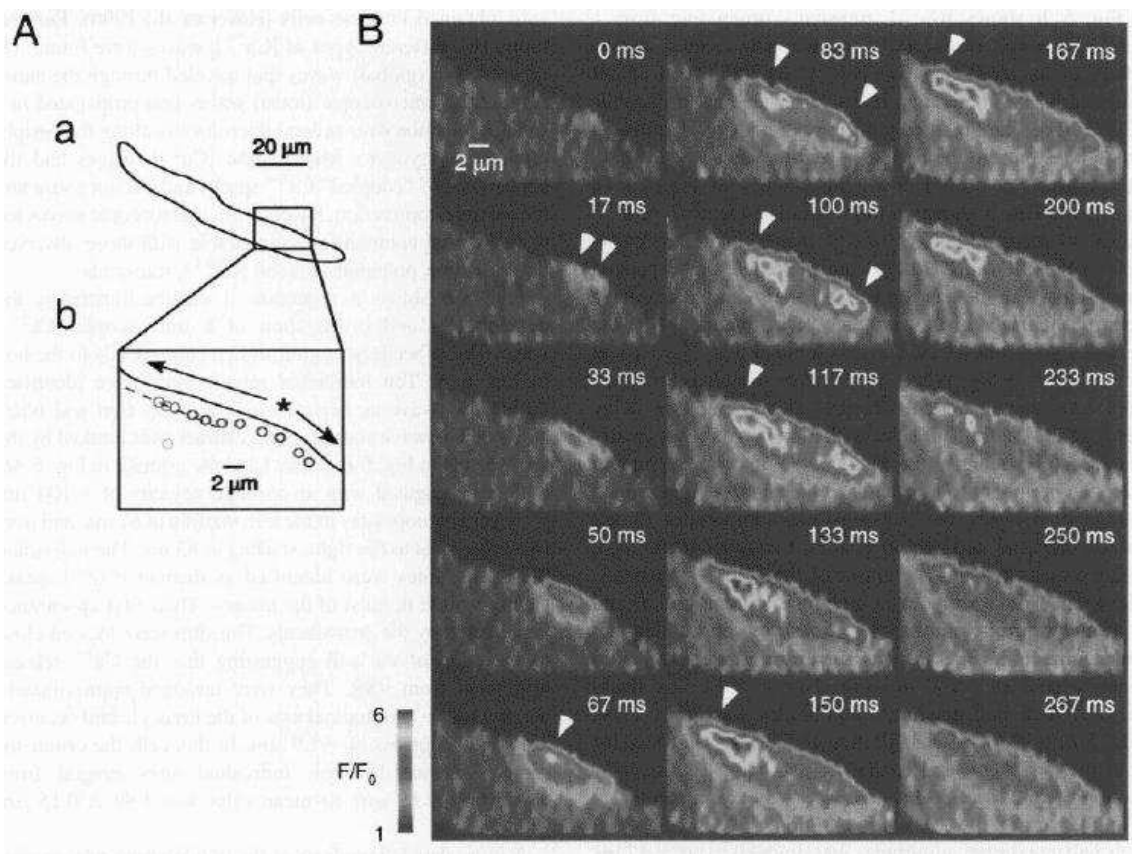 A
a
20 μm
b
*
2 μm
B
0 ms
2 μm
17 ms
33 ms
50 ms
67 ms
6
F/F0
1
83 ms
100 ms
117 ms
133 ms
150 ms
167 ms
200 ms
233 ms
250 ms
267 ms